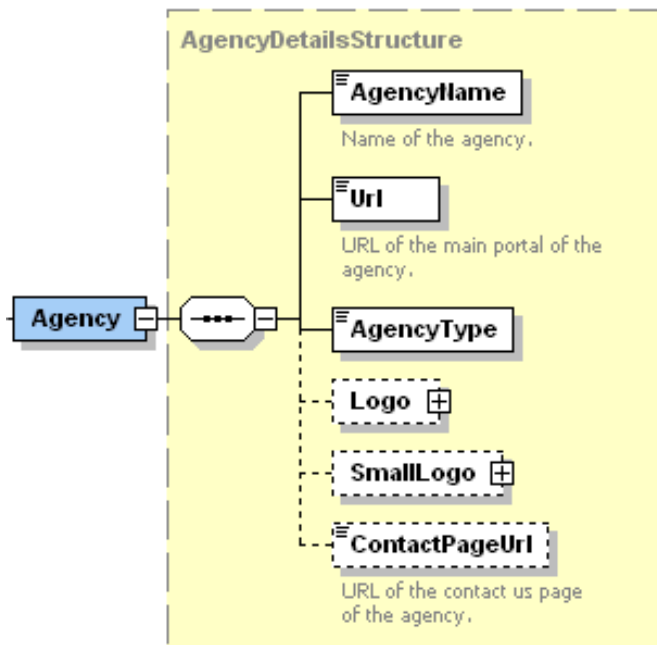 AgencyDetailsStructure
AgencyName
Name of the agency.
Url
URL of the main portal of the
agency.
Agency
AgencyType
Logo
SmallLogo
ContactPageUrl
URL of the contact us page
of the agency.